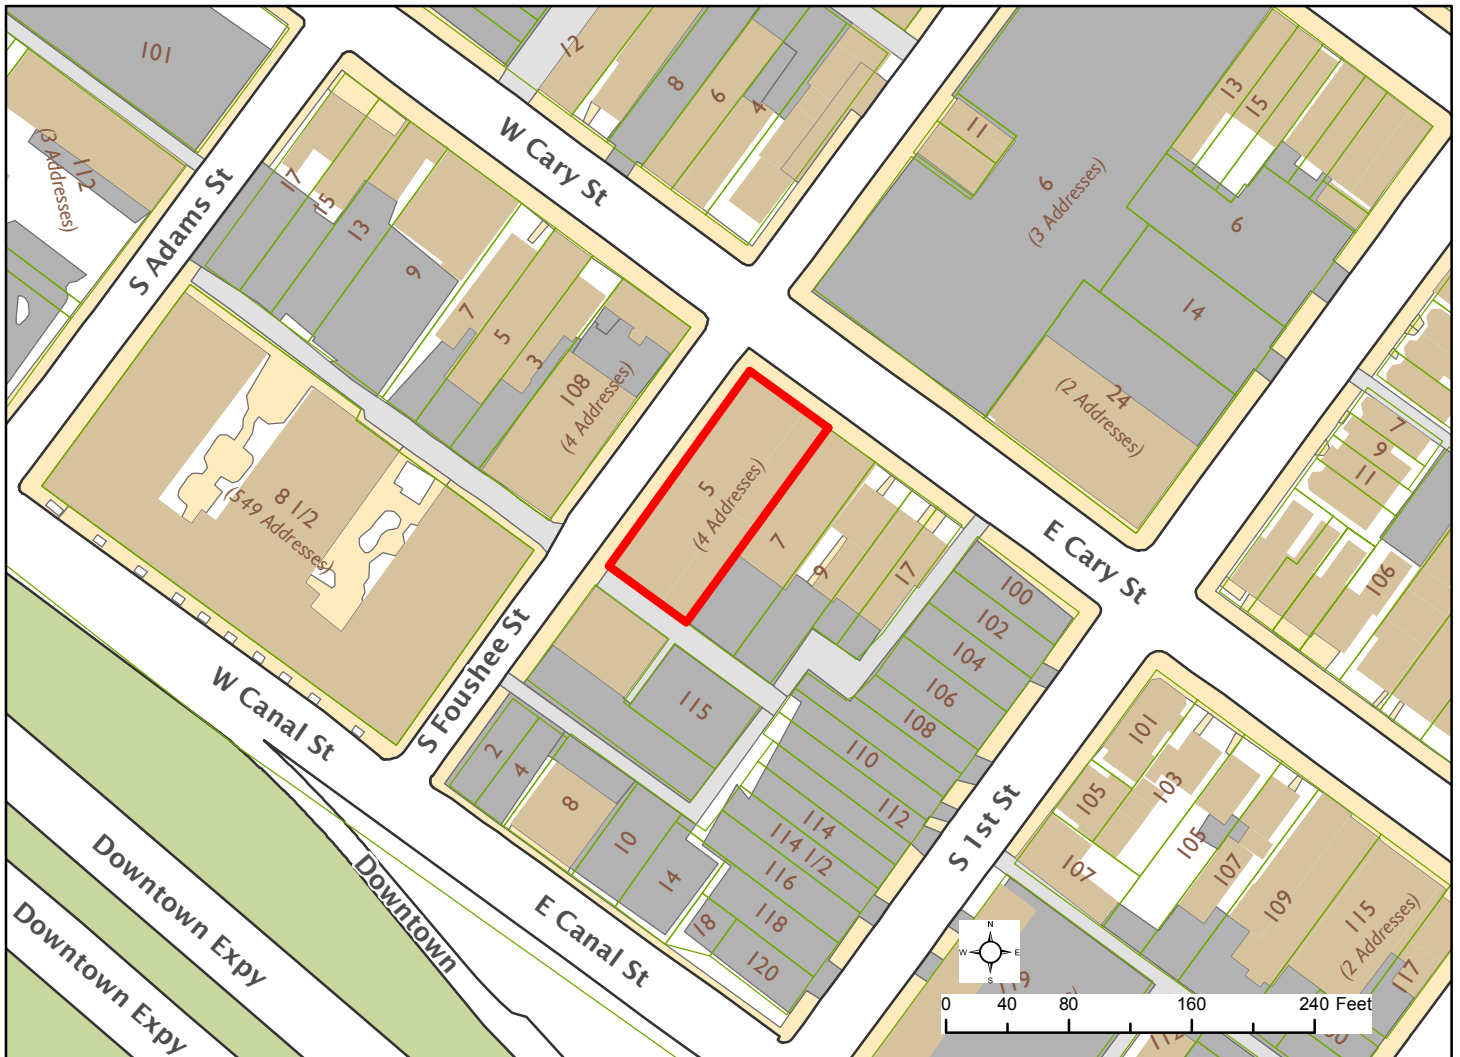 101
12
8
6
4
W Cary St
11
13
15
6
(3 Addresses)
112
(3 Addresses)
S Adams St
17
15
13
9
7
5
3
108
(4 Addresses)
6
14
24
(2 Addresses)
7
9
11
106
8 1/2
(549 Addresses)
5
(4 Addresses)
7
9
17
E Cary St
100
102
104
106
108
110
112
114
114 1/2
116
118
120
18
S Foushee St
W Canal St
115
2
4
8
10
14
E Canal St
S 1st St
101
103
105
105
107
107
109
115
(2 Addresses)
117
119
Downtown Expy
Downtown
Downtown Expy
N
W E
S
0 40 80 160 240 Feet